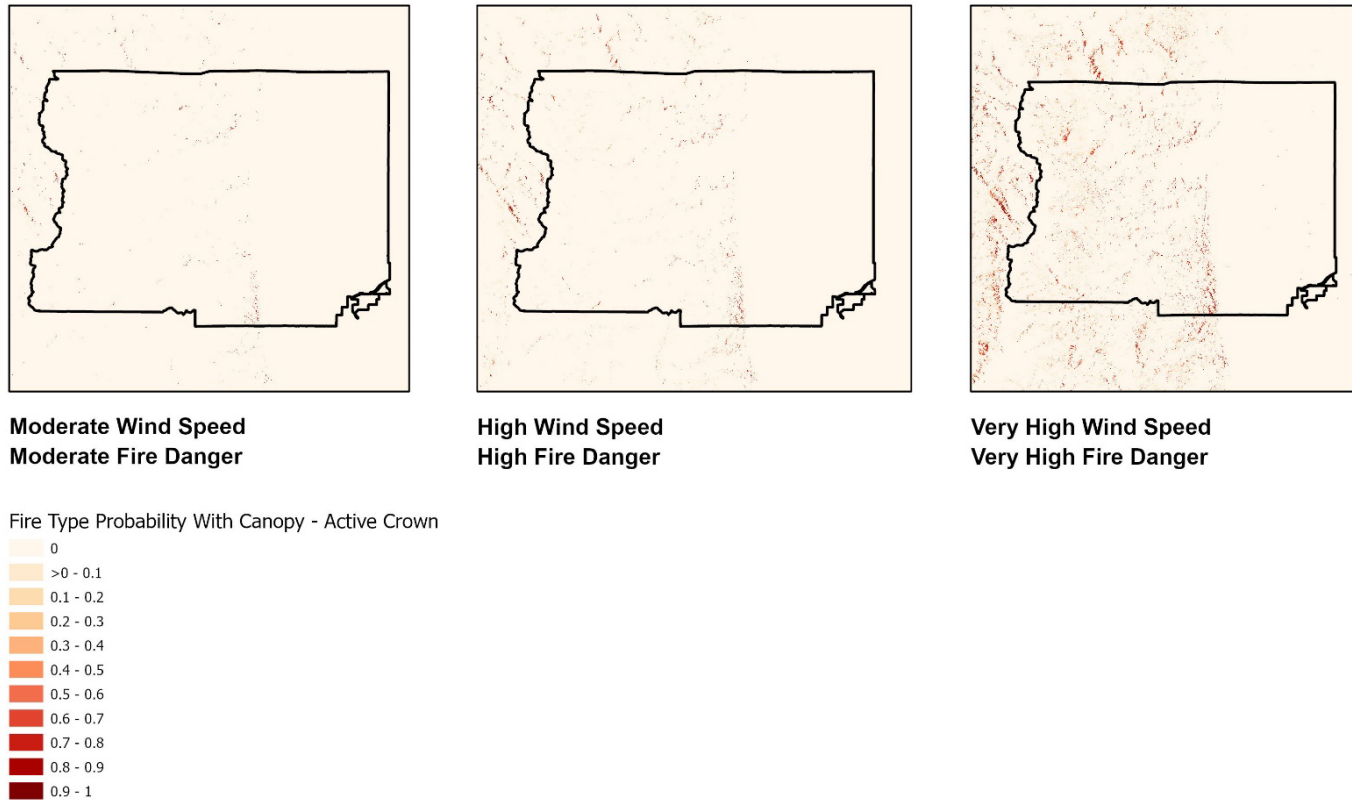 Moderate Wind Speed
Moderate Fire Danger
High Wind Speed
High Fire Danger
Very High Wind Speed
Very High Fire Danger
Fire Type Probability With Canopy - Active Crown
0
>0 - 0.1
0.1 - 0.2
0.2 - 0.3
0.3 - 0.4
0.4 - 0.5
0.5 - 0.6
0.6 - 0.7
0.7 - 0.8
0.8 - 0.9
0.9 - 1